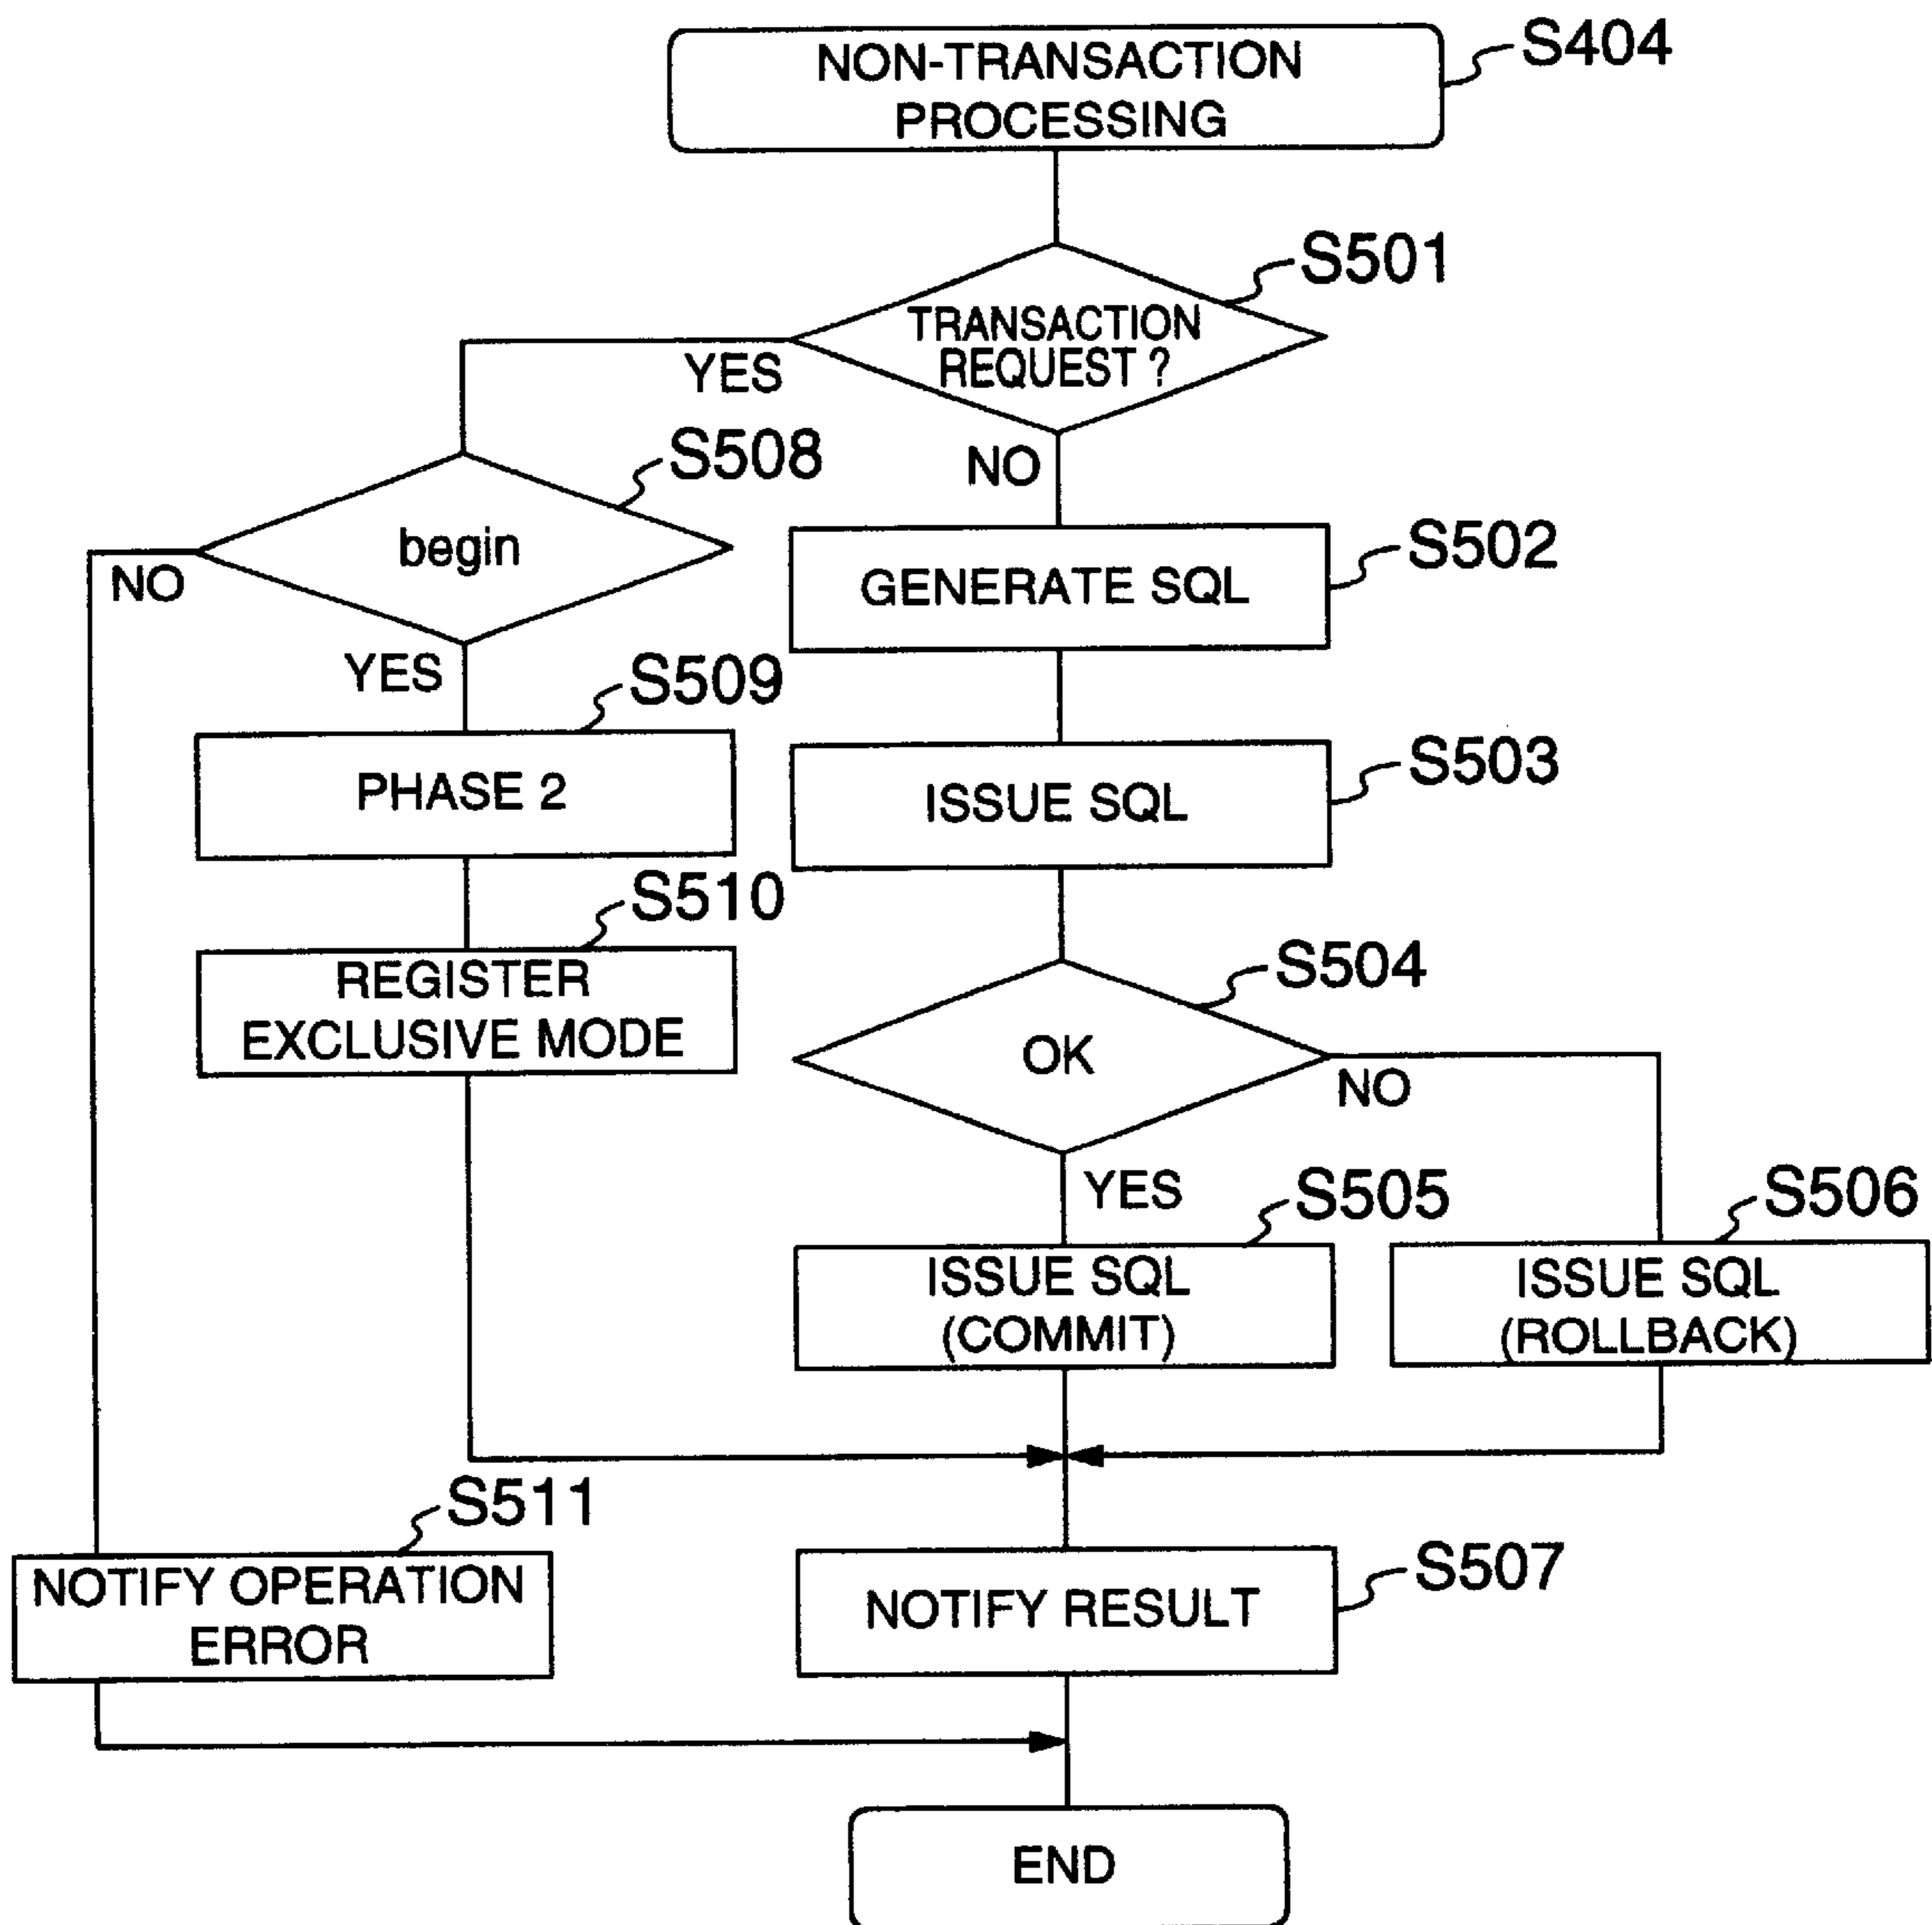 NON-TRANSACTION
PROCESSING
S404
S501
TRANSACTION
REQUEST ?
YES
NO
S508
begin
NO
YES
S502
GENERATE SQL
S509
PHASE 2
S503
ISSUE SQL
S510
REGISTER
EXCLUSIVE MODE
S504
OK
NO
YES
S505
ISSUE SQL
(COMMIT)
S506
ISSUE SQL
(ROLLBACK)
S511
NOTIFY OPERATION
ERROR
S507
NOTIFY RESULT
END